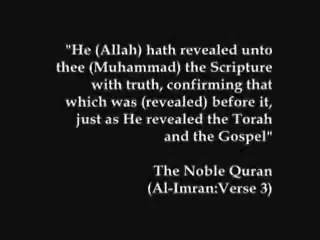 "He (Allah) hath revealed unto
thee (Muhammad) the Scripture
with truth, confirming that
which was (revealed) before it,
just as He revealed the Torah
and the Gospel"
The Noble Quran
(Al-Imran:Verse 3)